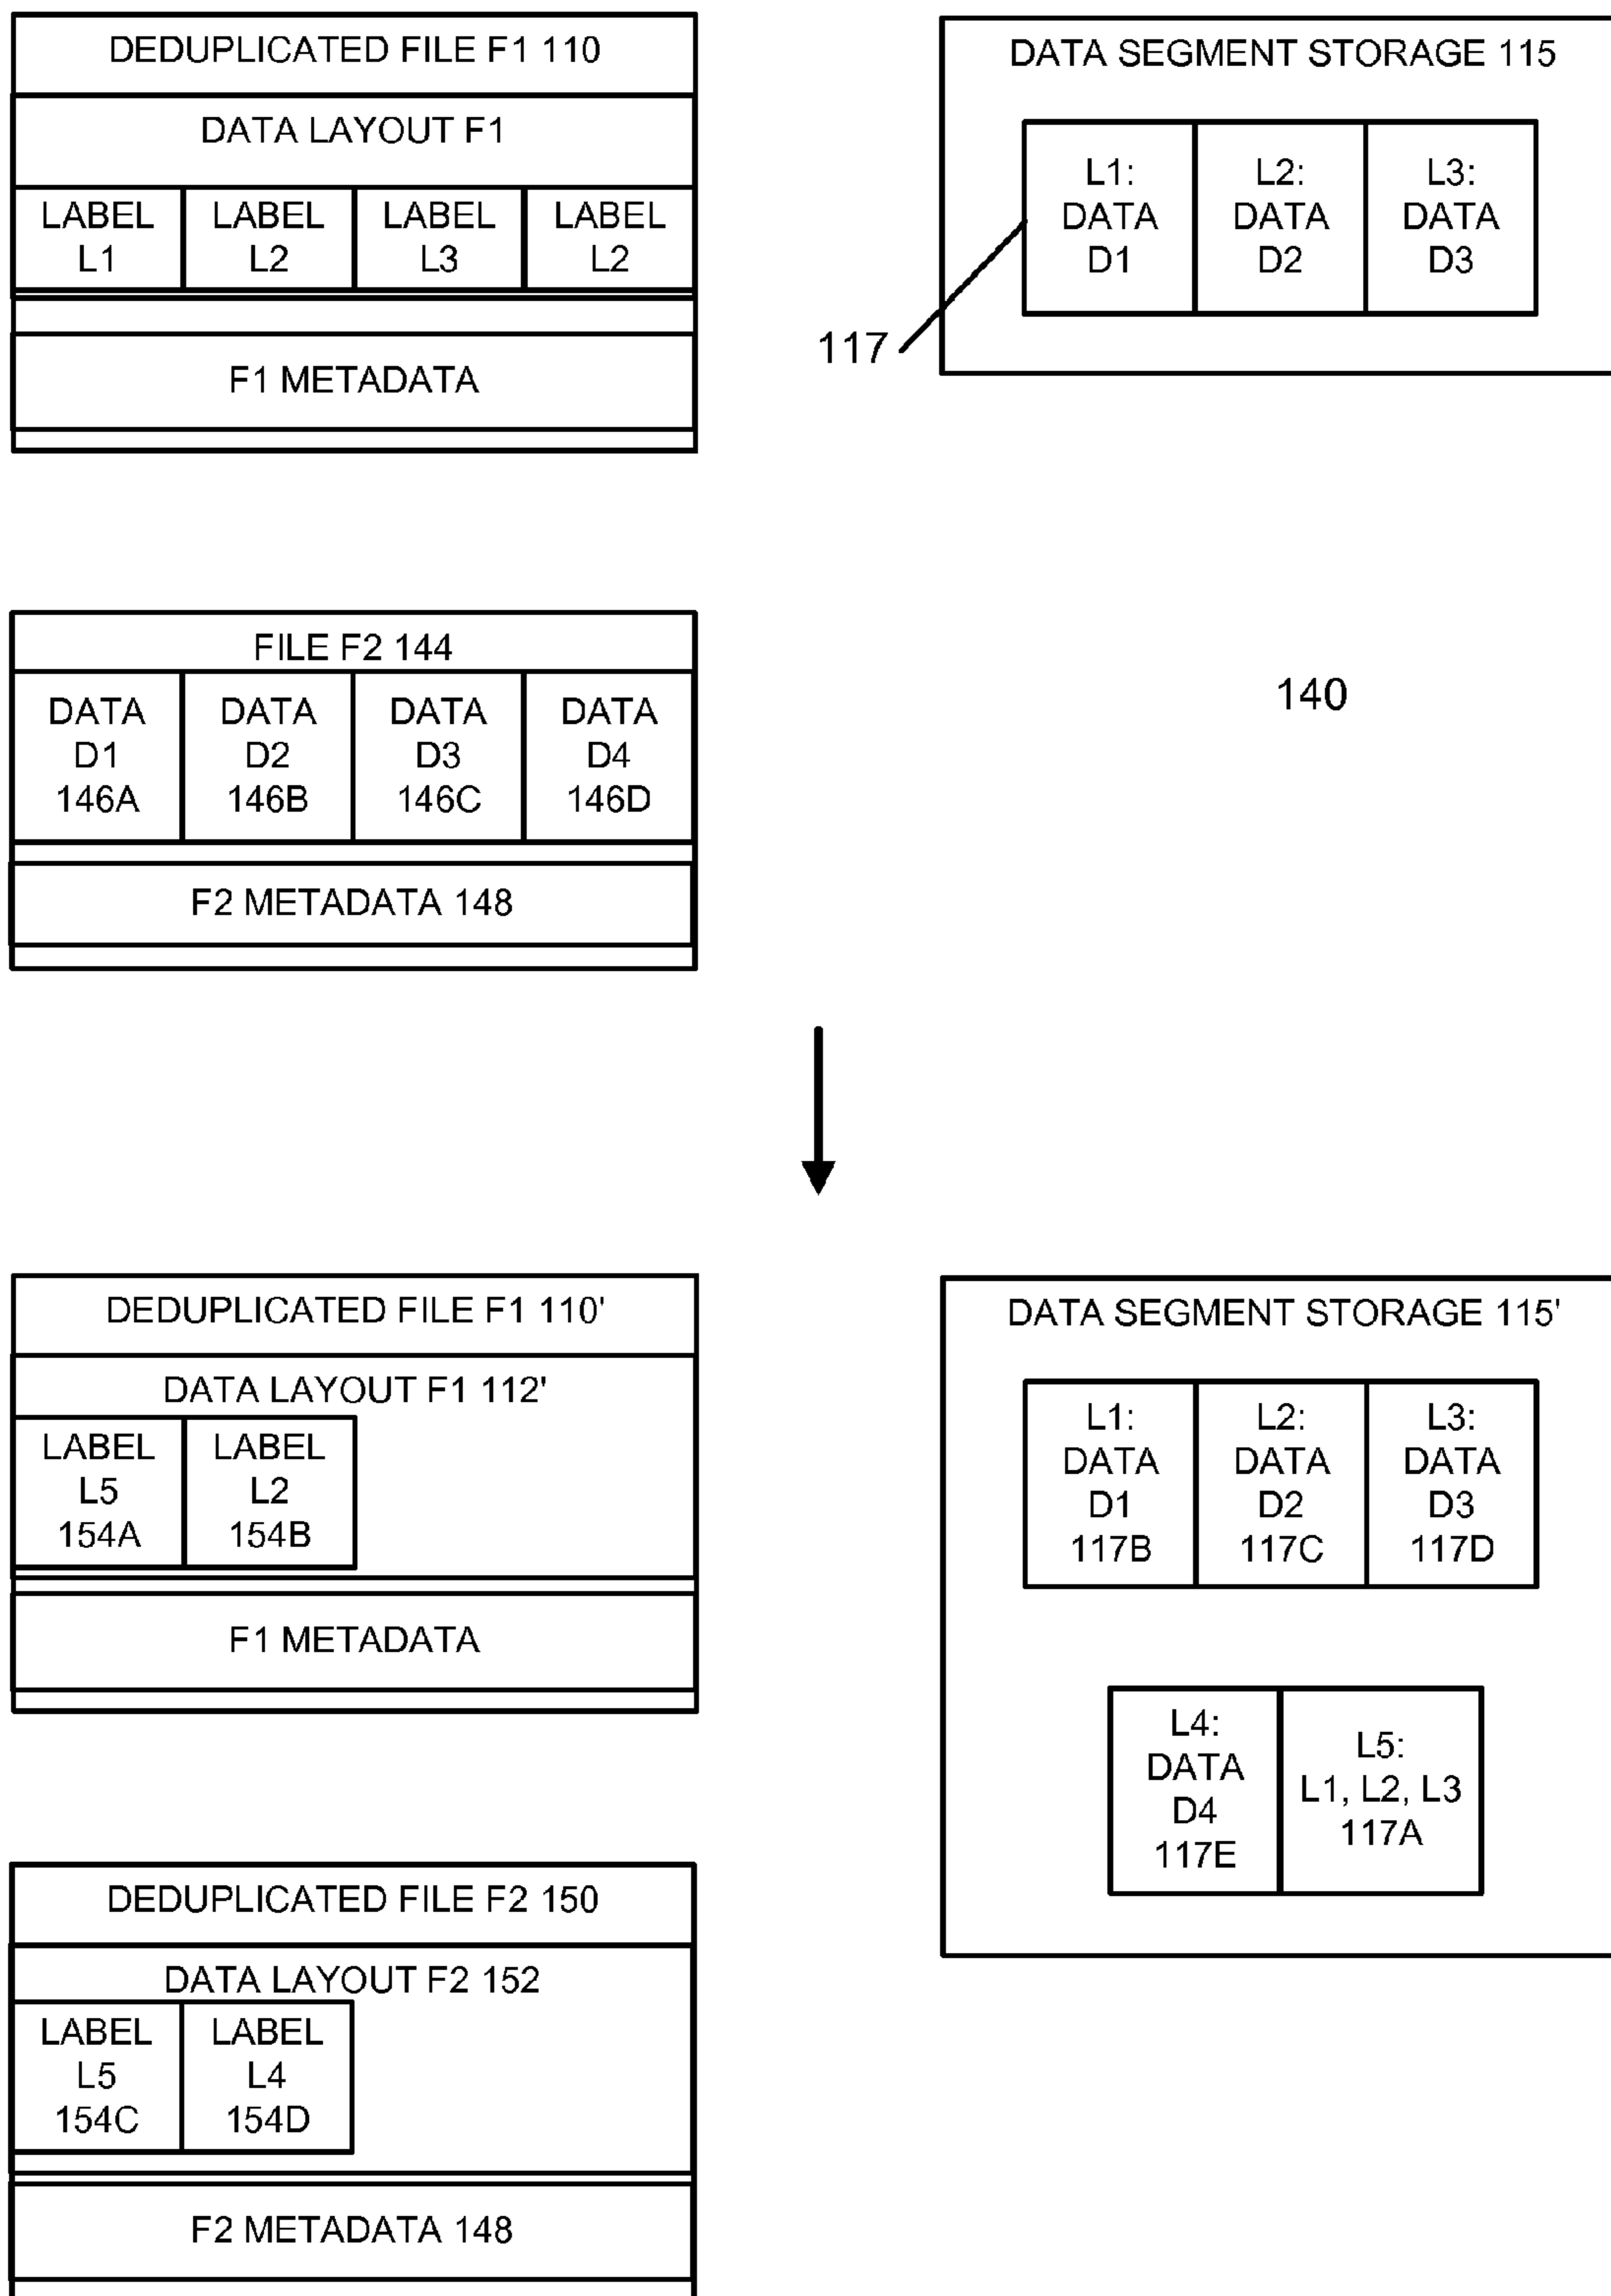 DEDUPLICATED FILE F1 110
DATA LAYOUT F1
LABEL
L1
LABEL
L2
LABEL
L3
LABEL
L2
F1 METADATA
DATA SEGMENT STORAGE 115
L1:
DATA
D1
L2:
DATA
D2
L3:
DATA
D3
117
FILE F2 144
DATA
D1
146A
DATA
D2
146B
DATA
D3
146C
DATA
D4
146D
F2 METADATA 148
140
DEDUPLICATED FILE F1 110'
DATA LAYOUT F1 112'
LABEL
L5
154A
LABEL
L2
154B
F1 METADATA
DATA SEGMENT STORAGE 115'
L1:
DATA
D1
117B
L2:
DATA
D2
117C
L3:
DATA
D3
117D
L4:
DATA
D4
117E
L5:
L1, L2, L3
117A
DEDUPLICATED FILE F2 150
DATA LAYOUT F2 152
LABEL
L5
154C
LABEL
L4
154D
F2 METADATA 148